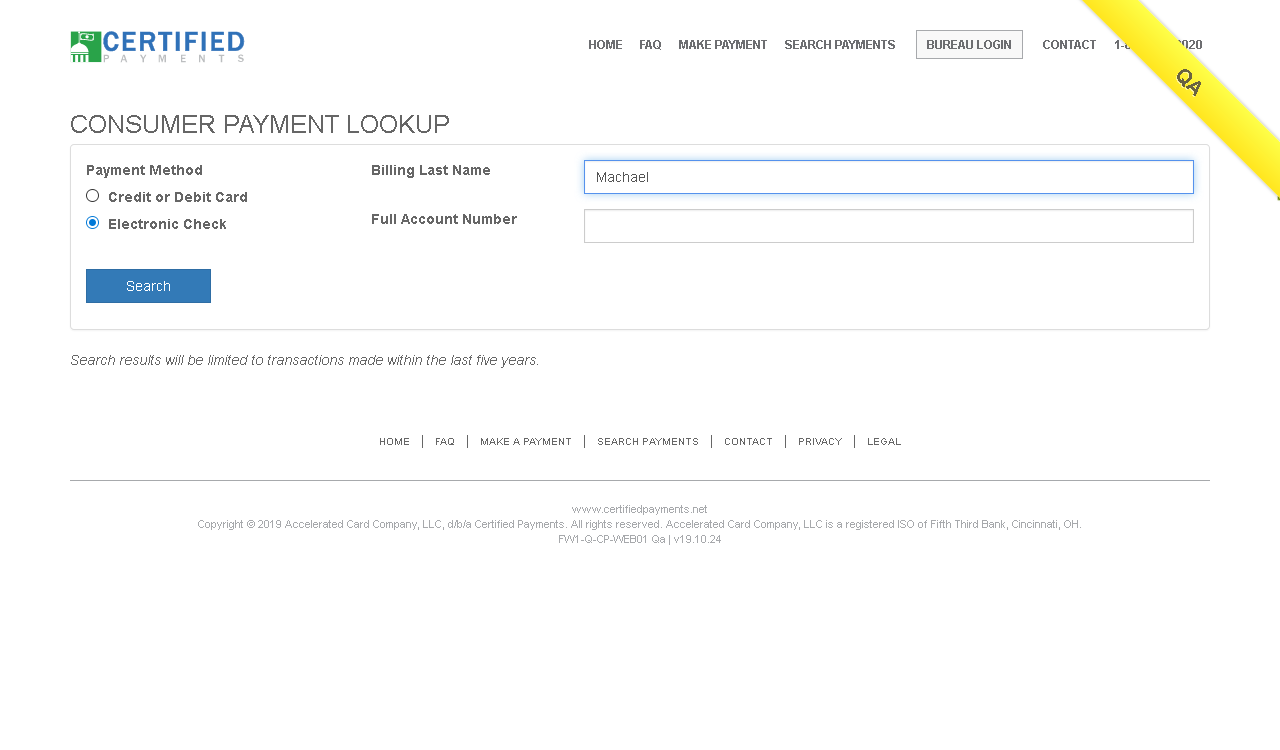 CERTIFIED
PAYMENTS
HOME FAQ MAKE PAYMENT SEARCH PAYMENTS BUREAU LOGIN CONTACT
QA
CONSUMER PAYMENT LOOKUP
Payment Method
Credit or Debit Card
Electronic Check
Billing Last Name
Machael
Full Account Number
Search
Search results will be limited to transactions made within the last five years.
HOME | FAQ | MAKE A PAYMENT | SEARCH PAYMENTS | CONTACT | PRIVACY | LEGAL
www.certifiedpayments.net
Copyright © 2019 Accelerated Card Company, LLC, d/b/a Certified Payments. All rights reserved. Accelerated Card Company, LLC is a registered ISO of Fifth Third Bank, Cincinnati, OH.
FW1-Q-CP-WEB01 Qa | v19.10.24